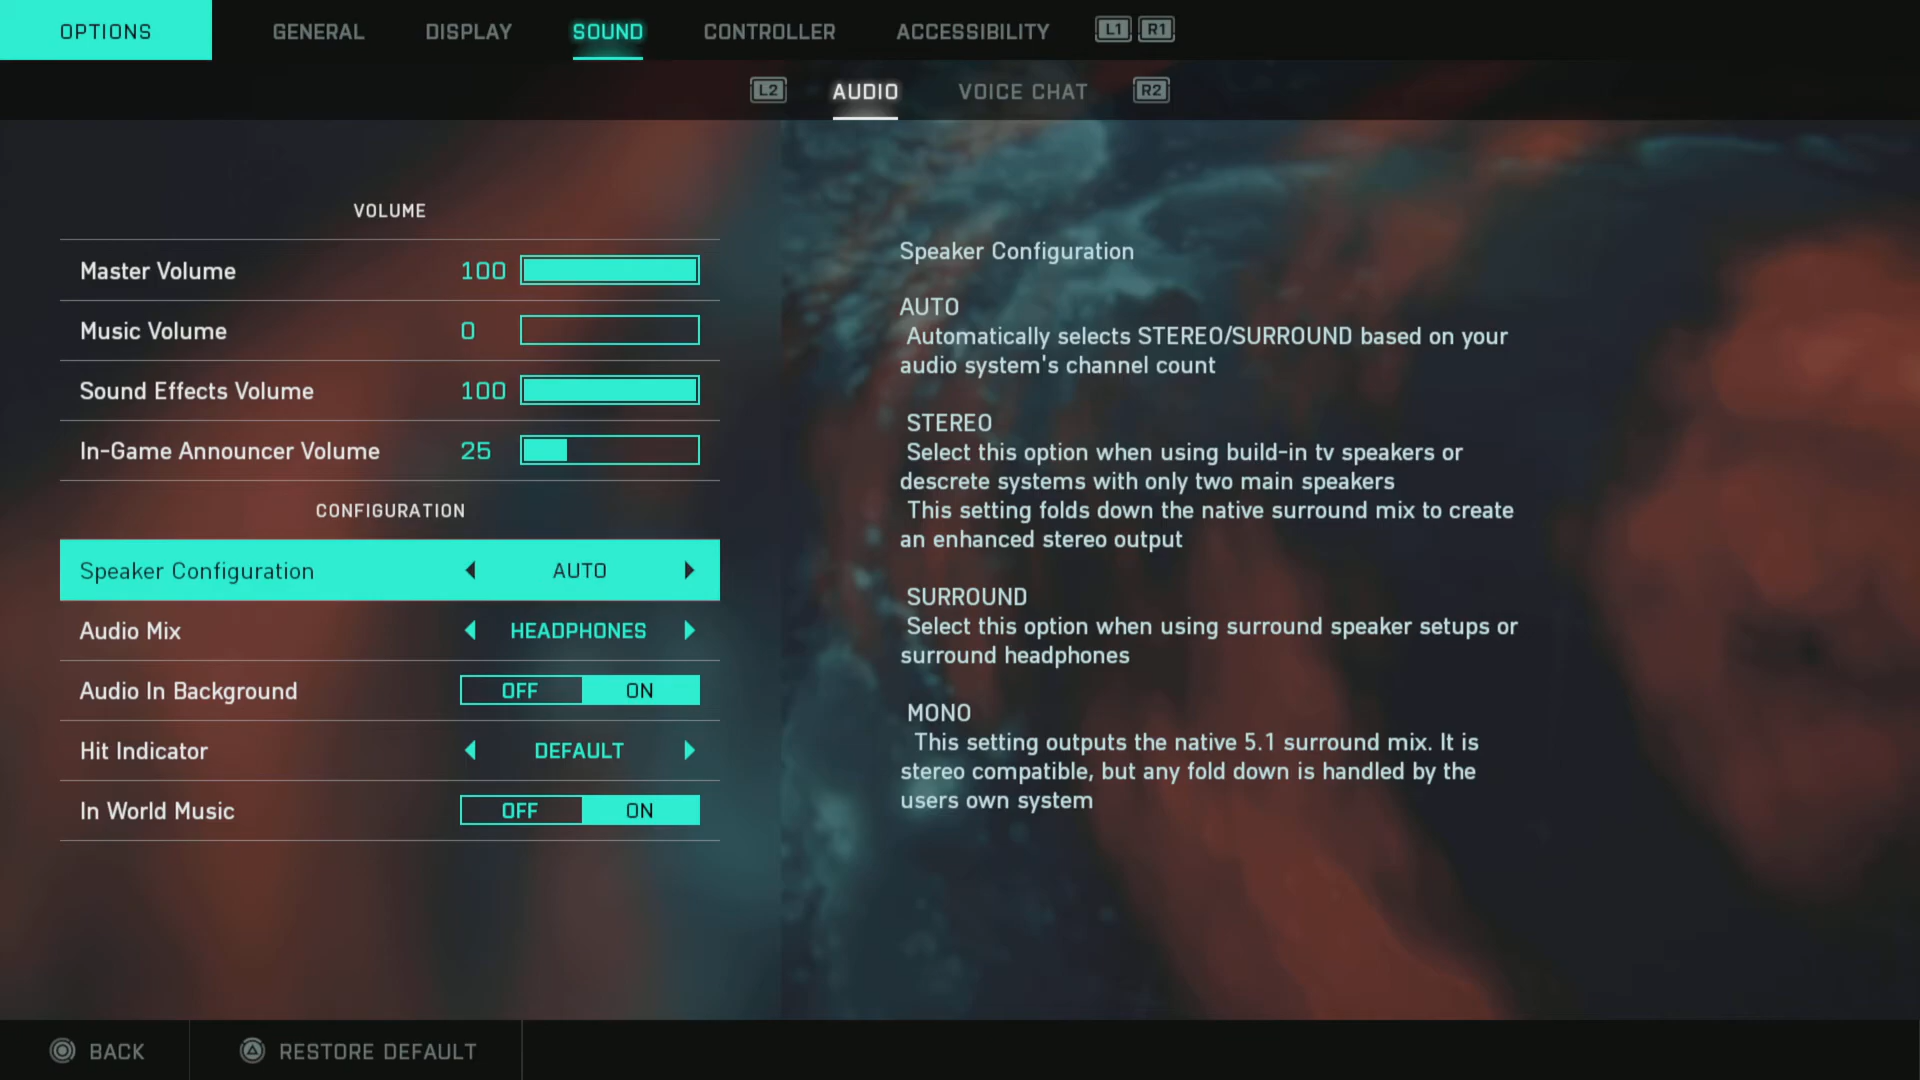 OPTIONS
GENERAL
DISPLAY
SOUND
CONTROLLER
ACCESSIBILITY
L1
R1
L2
AUDIO
VOICE CHAT
R2
VOLUME
Master Volume 100
Music Volume 0
Sound Effects Volume 100
In-Game Announcer Volume 25
CONFIGURATION
Speaker Configuration AUTO
Audio Mix HEADPHONES
Audio In Background OFF ON
Hit Indicator DEFAULT
In World Music OFF ON
Speaker Configuration
AUTO
Automatically selects STEREO/SURROUND based on your
audio system's channel count
STEREO
Select this option when using build-in tv speakers or
descrete systems with only two main speakers
This setting folds down the native surround mix to create
an enhanced stereo output
SURROUND
Select this option when using surround speaker setups or
surround headphones
MONO
This setting outputs the native 5.1 surround mix. It is
stereo compatible, but any fold down is handled by the
users own system
BACK
RESTORE DEFAULT